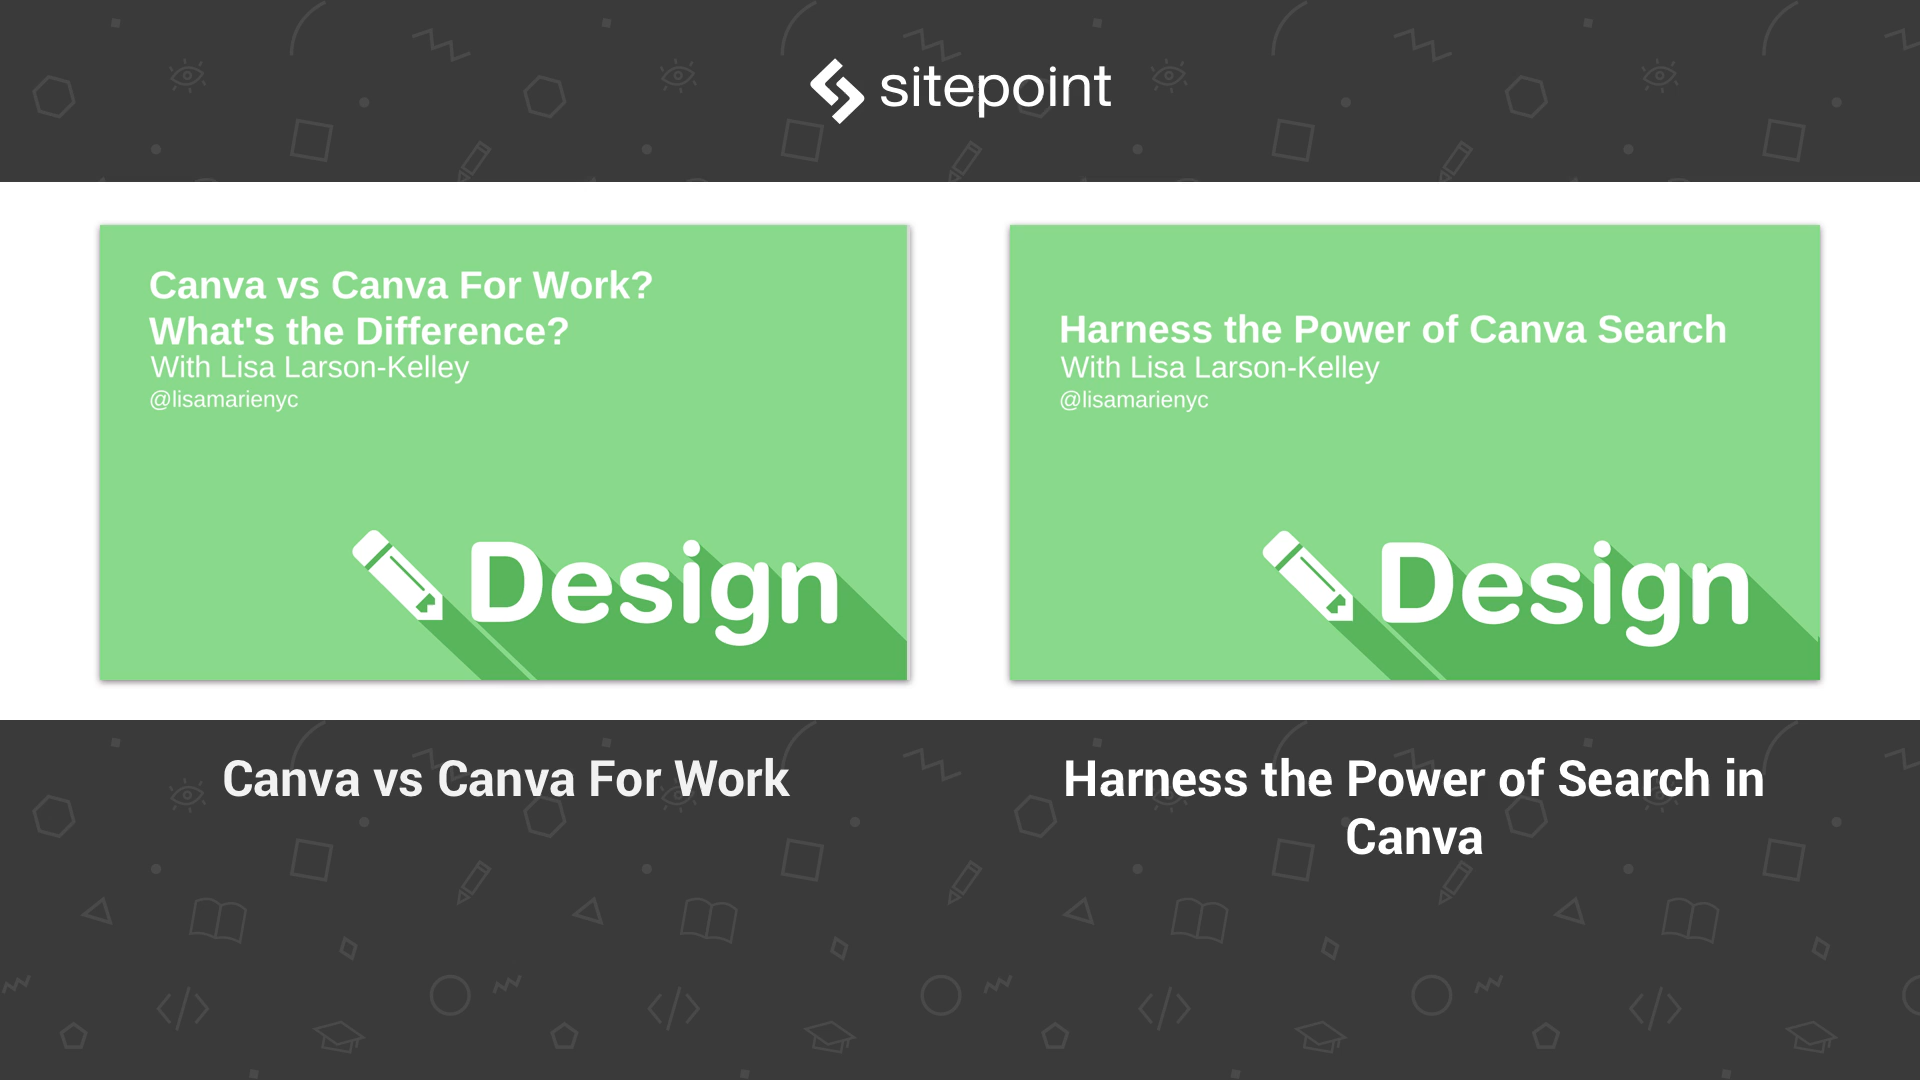 sitepoint
Canva vs Canva For Work?
What's the Difference?
With Lisa Larson-Kelley
@lisamarienyc
Design
Harness the Power of Canva Search
With Lisa Larson-Kelley
@lisamarienyc
Design
Canva vs Canva For Work
Harness the Power of Search in
Canva